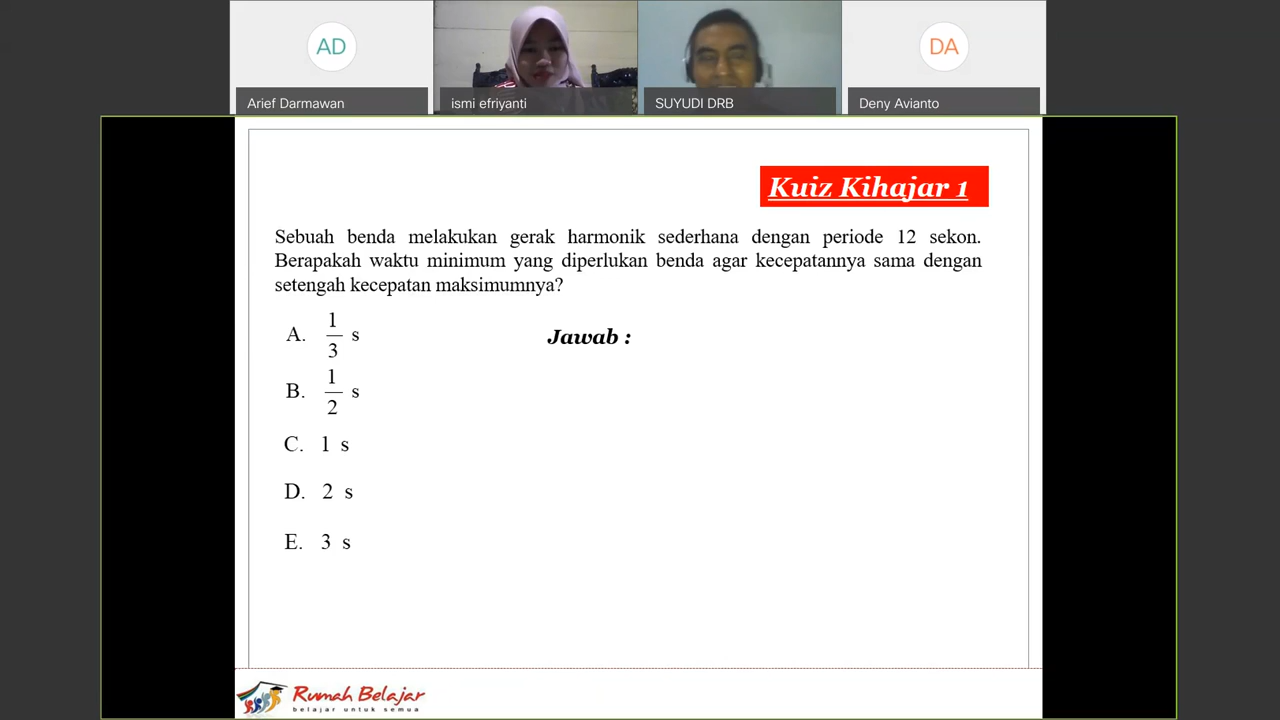 AD
DA
Arief Darmawan
ismi efriyanti
SUYUDI DRB
Deny Avianto
Kuiz Kihajar 1
Sebuah benda melakukan gerak harmonik sederhana dengan periode 12 sekon.
Berapakah waktu minimum yang diperlukan benda agar kecepatannya sama dengan
setengah kecepatan maksimumnya?
A. 1/3 s
Jawab :
B. 1/2 s
C. 1 s
D. 2 s
E. 3 s
Rumah Belajar
belajar untuk semua